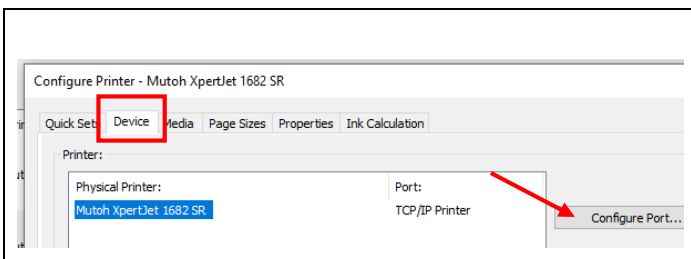 Configure Printer - Mutoh XpertJet 1682 SR
Quick Sets Device Media Page Sizes Properties Ink Calculation
Printer:
Physical Printer: Port:
Mutoh XpertJet 1682 SR TCP/IP Printer
Configure Port...